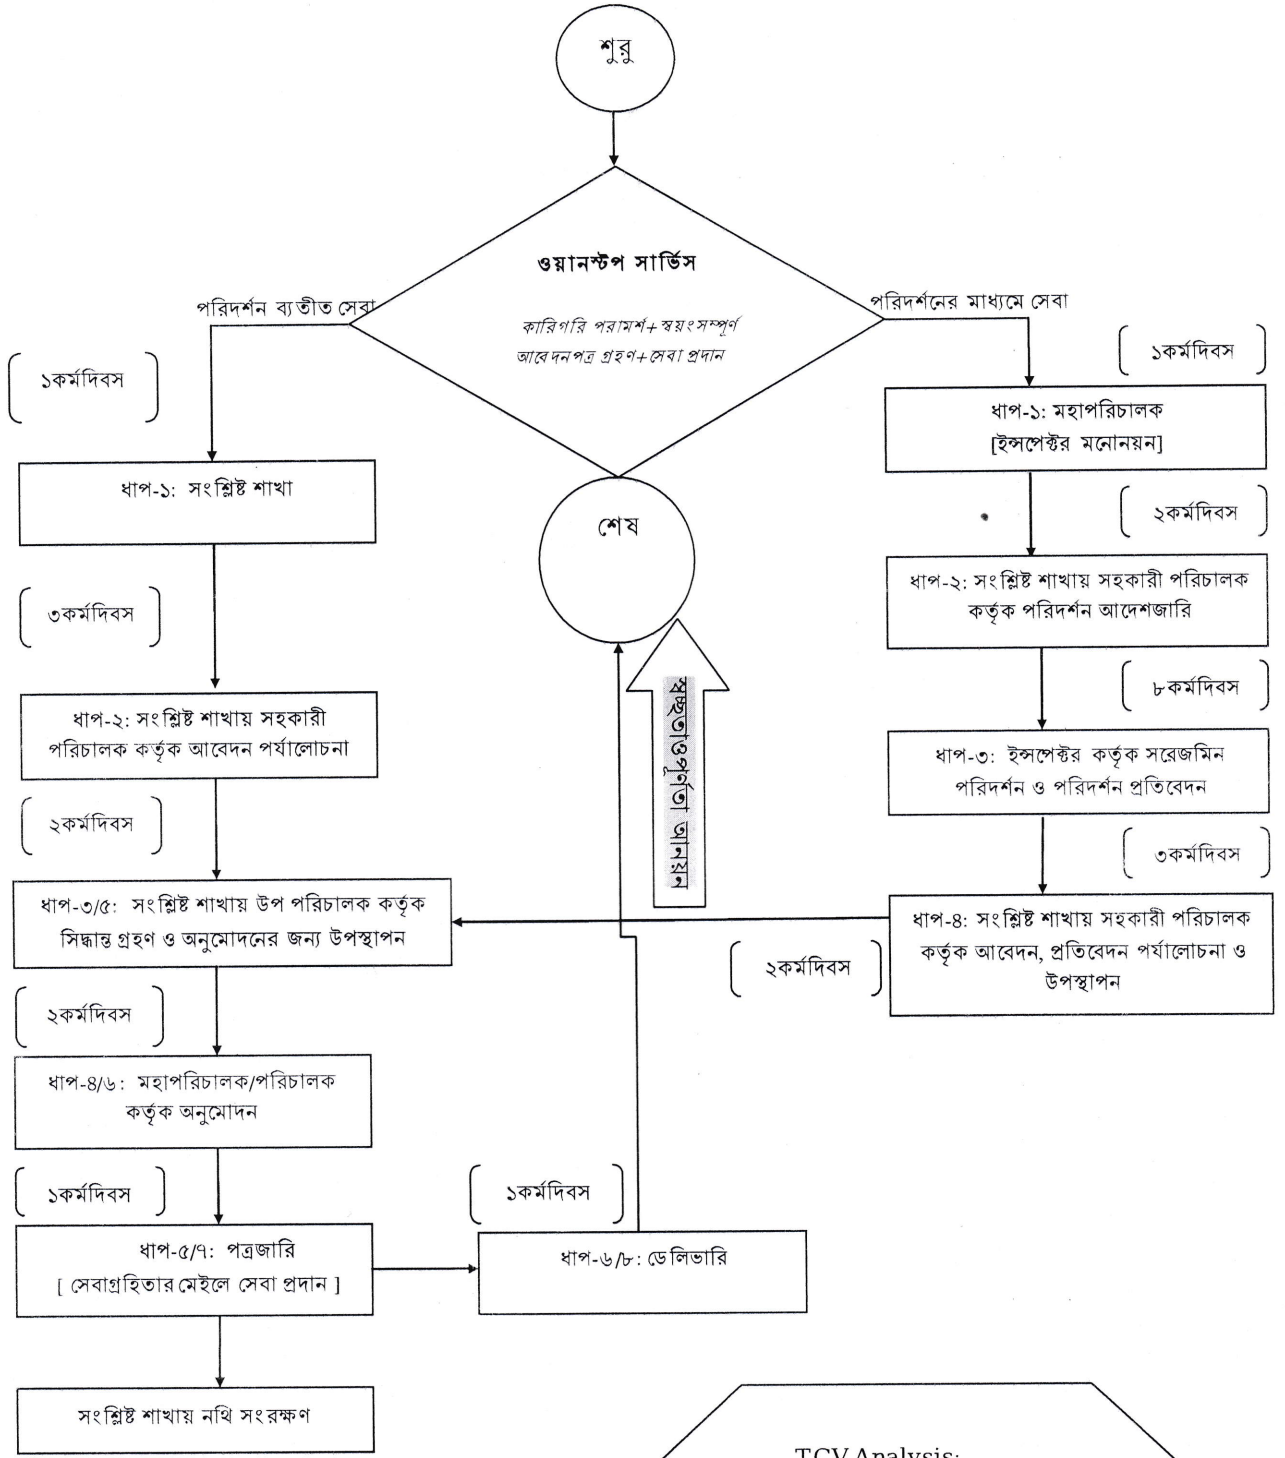 শুরু
ওয়ানস্টপ সার্ভিস
কারিগরি পরামর্শ+স্বয়ংসম্পূর্ণ
আবেদনপত্র গ্রহণ+সেবা প্রদান
পরিদর্শন ব্যতীত সেবা
পরিদর্শনের মাধ্যমে সেবা
১কর্মদিবস
ধাপ-১: সংশ্লিষ্ট শাখা
৩কর্মদিবস
ধাপ-২: সংশ্লিষ্ট শাখায় সহকারী
পরিচালক কর্তৃক আবেদন পর্যালোচনা
২কর্মদিবস
ধাপ-৩/৫: সংশ্লিষ্ট শাখায় উপ পরিচালক কর্তৃক
সিদ্ধান্ত গ্রহণ ও অনুমোদনের জন্য উপস্থাপন
২কর্মদিবস
ধাপ-৪/৬: মহাপরিচালক/পরিচালক
কর্তৃক অনুমোদন
১কর্মদিবস
ধাপ-৫/৭: পত্রজারি
[ সেবাগ্রহিতার মেইলে সেবা প্রদান ]
সংশ্লিষ্ট শাখায় নথি সংরক্ষণ
১কর্মদিবস
ধাপ-১: মহাপরিচালক
[ইন্সপেক্টর মনোনয়ন]
২কর্মদিবস
ধাপ-২: সংশ্লিষ্ট শাখায় সহকারী পরিচালক
কর্তৃক পরিদর্শন আদেশজারি
৮কর্মদিবস
ধাপ-৩: ইন্সপেক্টর কর্তৃক সরেজমিন
পরিদর্শন ও পরিদর্শন প্রতিবেদন
৩কর্মদিবস
ধাপ-৪: সংশ্লিষ্ট শাখায় সহকারী পরিচালক
কর্তৃক আবেদন, প্রতিবেদন পর্যালোচনা ও
উপস্থাপন
২কর্মদিবস
১কর্মদিবস
ধাপ-৬/৮: ডেলিভারি
স্বচ্ছতাওপূর্ণতা আনয়ন
শেষ
TCV Analysis: